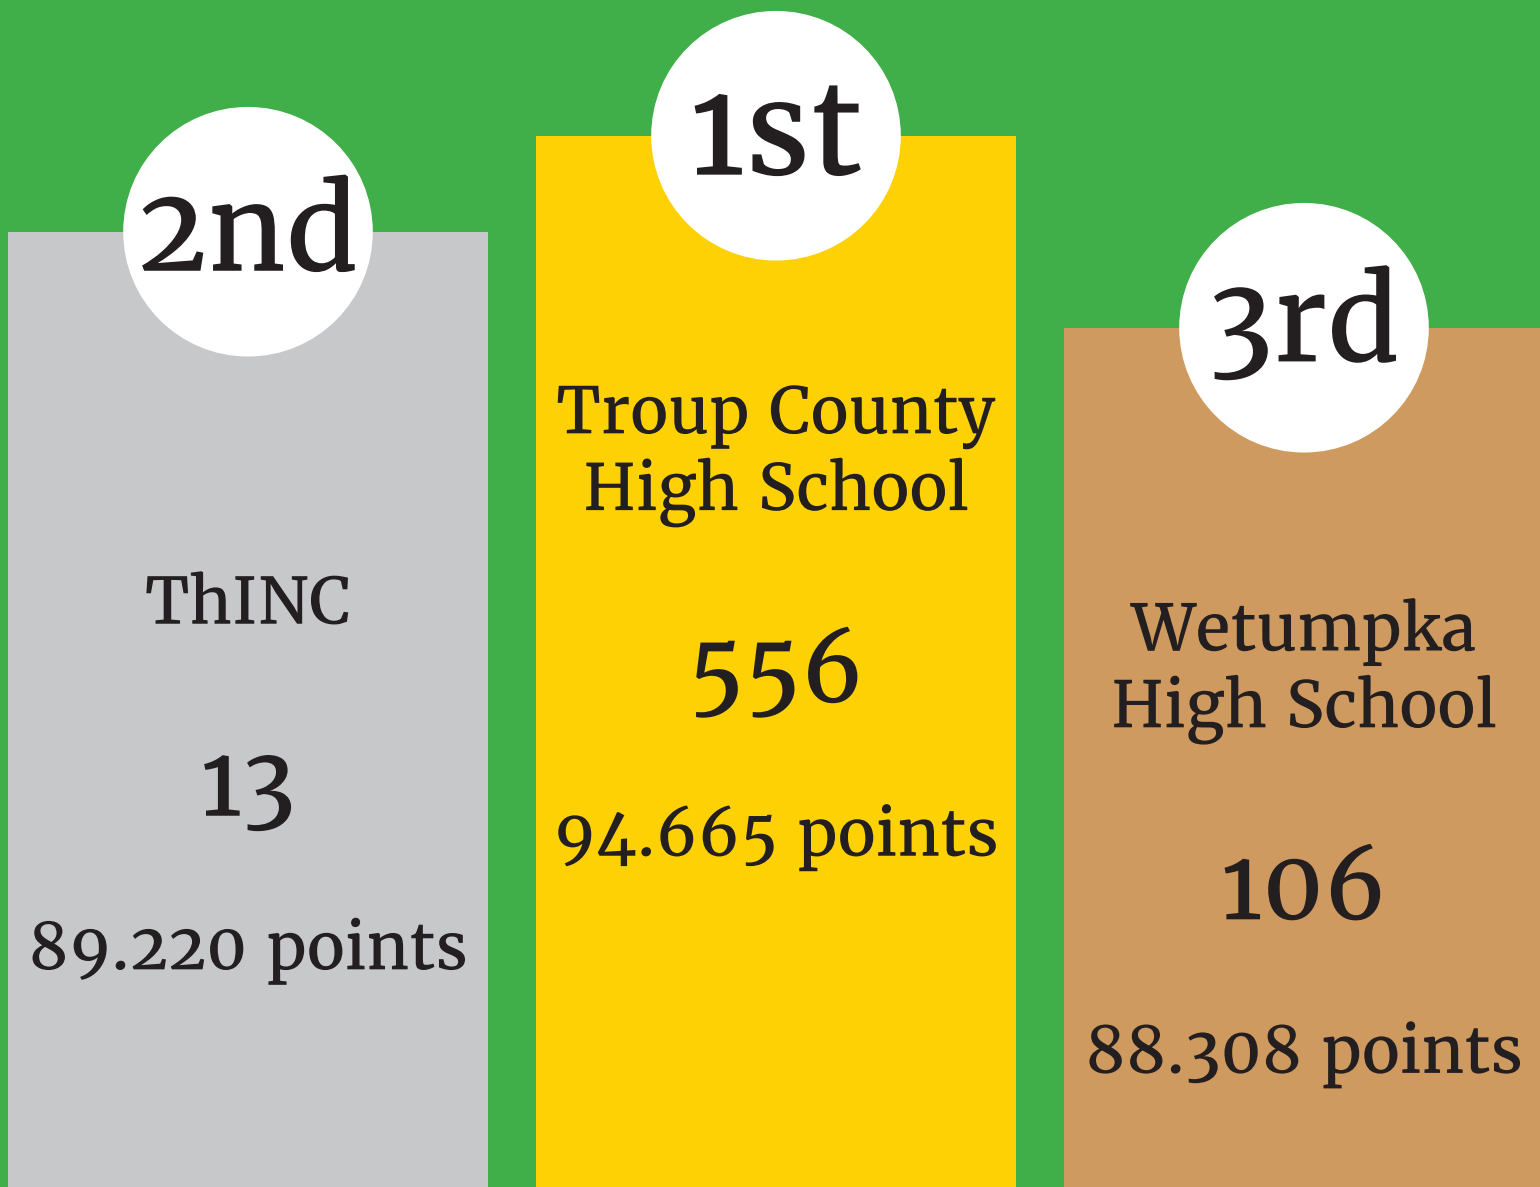 2nd
ThINC
13
89.220 points
1st
Troup County
High School
556
94.665 points
3rd
Wetumpka
High School
106
88.308 points